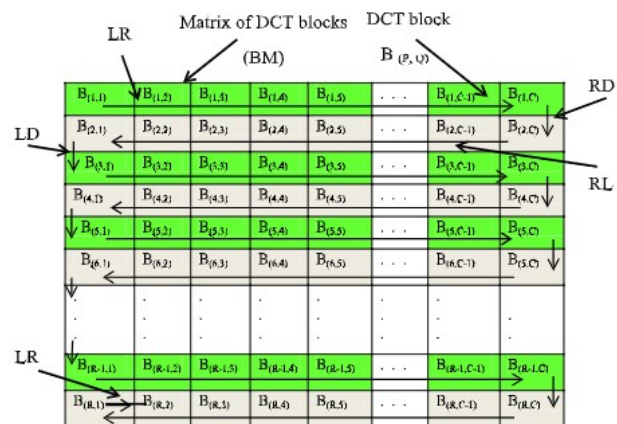 Matrix of DCT blocks
(BM)
DCT block
B (P, Q)
LR
RD
LD
RL
LR
B(1,1) B(1,2) B(1,3) B(1,4) B(1,5) . . . B(1,C-1) B(1,C)
B(2,1) B(2,2) B(2,3) B(2,4) B(2,5) . . . B(2,C-1) B(2,C)
B(3,1) B(3,2) B(3,3) B(3,4) B(3,5) . . . B(3,C-1) B(3,C)
B(4,1) B(4,2) B(4,3) B(4,4) B(4,5) . . . B(4,C-1) B(4,C)
B(5,1) B(5,2) B(5,3) B(5,4) B(5,5) . . . B(5,C-1) B(5,C)
B(6,1) B(6,2) B(6,3) B(6,4) B(6,5) . . . B(6,C-1) B(5,C)
. . . . . . . .
. . . . . . . .
. . . . . . . .
B(R-1,1) B(R-1,2) B(R-1,3) B(R-1,4) B(R-1,5) . . . B(R-1,C-1) B(R-1,C)
B(R,1) B(R,2) B(R,3) B(R,4) B(R,5) . . . B(R,C-1) B(R,C)